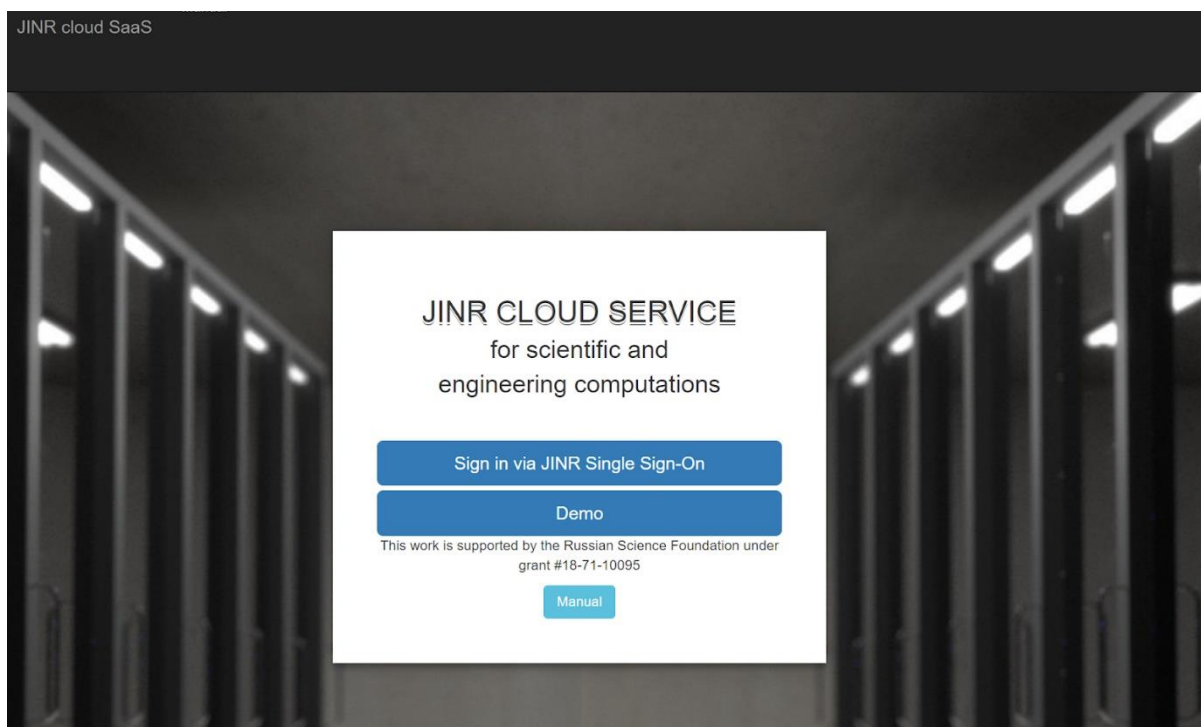 JINR cloud SaaS
JINR CLOUD SERVICE
for scientific and
engineering computations
Sign in via JINR Single Sign-On
Demo
This work is supported by the Russian Science Foundation under
grant #18-71-10095
Manual